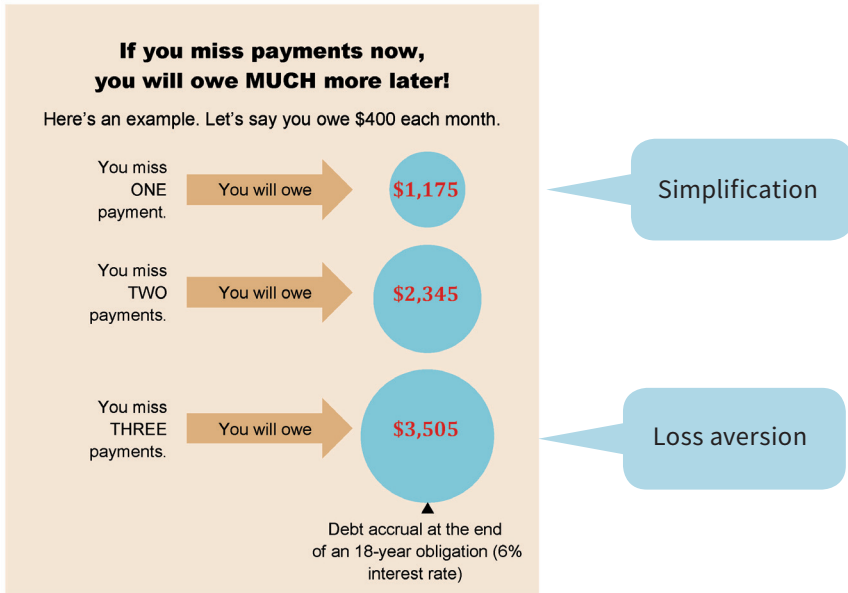 If you miss payments now,
you will owe MUCH more later!
Here's an example. Let's say you owe $400 each month.
You miss
ONE
payment.
You will owe
$1,175
Simplification
You miss
TWO
payments.
You will owe
$2,345
You miss
THREE
payments.
You will owe
$3,505
Loss aversion
Debt accrual at the end
of an 18-year obligation (6%
interest rate)